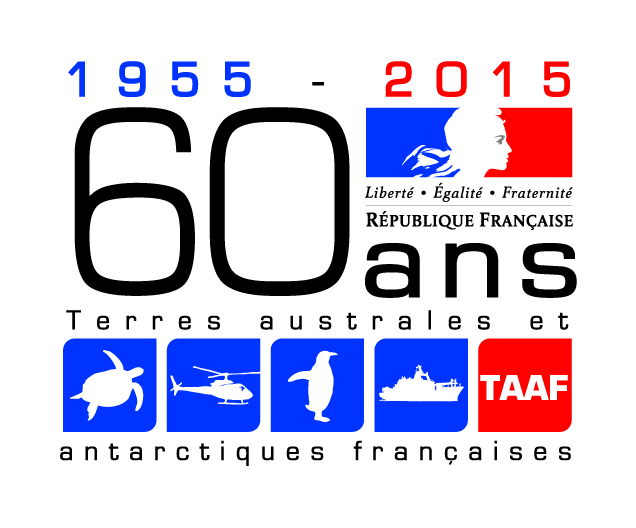 1955 - 2015
60 ans
Liberté • Égalité • Fraternité
RÉPUBLIQUE FRANÇAISE
Terres australes et
TAAF
antarctiques françaises